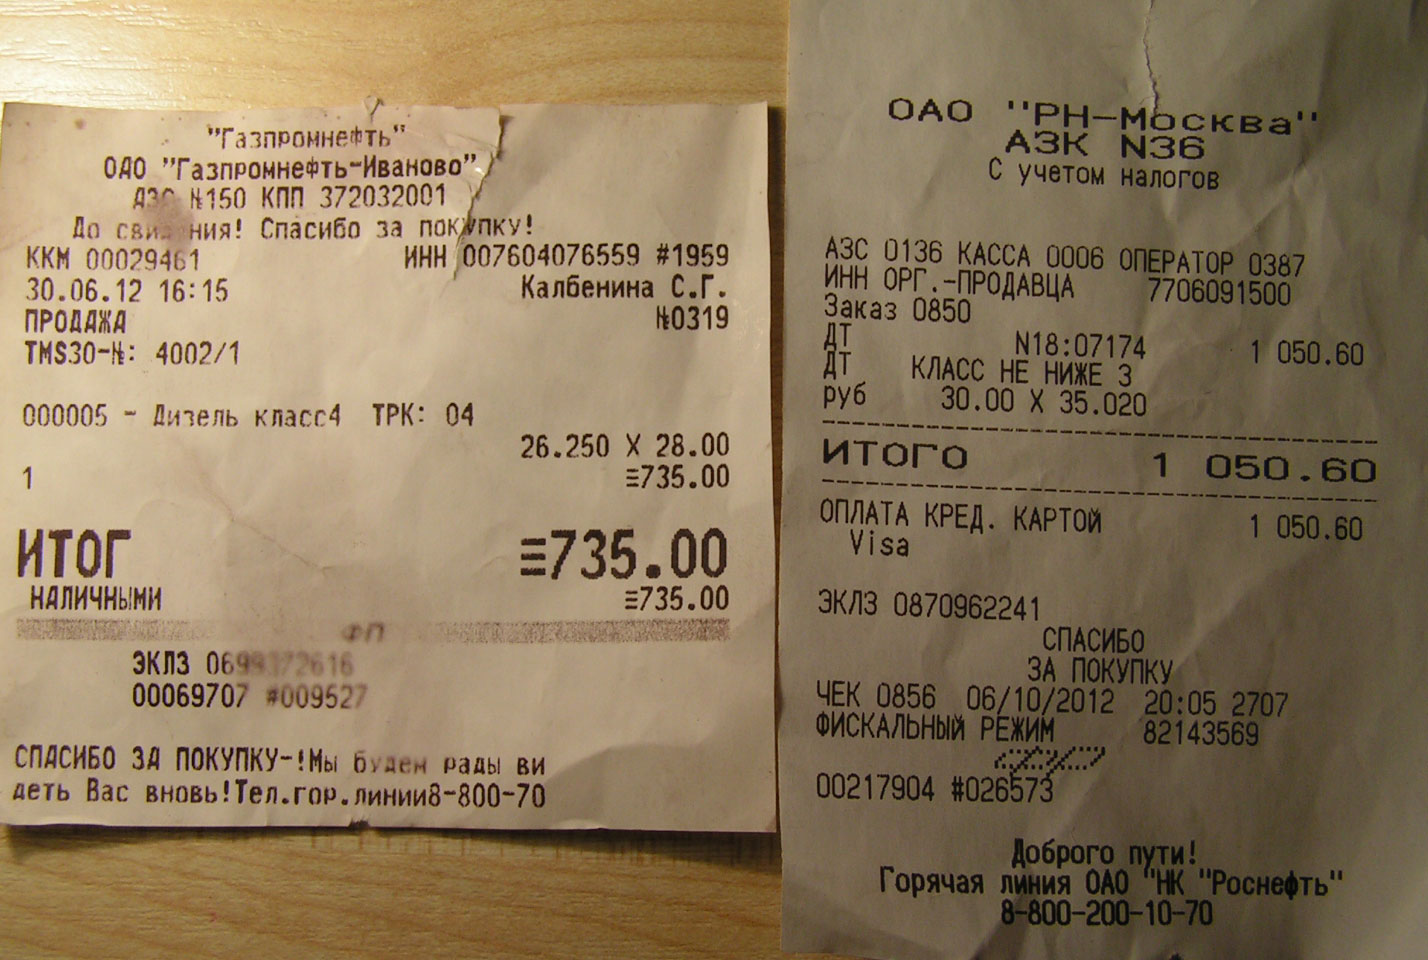 "Газпромнефть"
ОАО "Газпромнефть-Иваново"
АЗС №150 КПП 372032001
До свидания! Спасибо за покупку!
ККМ 00029461 ИНН 007604076559 #1959
30.06.12 16:15 Калбенина С.Г.
ПРОДАЖА №0319
TMS30-№: 4002/1
000005 - Дизель класс4 ТРК: 04
26.250 X 28.00
1 ≡735.00
ИТОГ ≡735.00
НАЛИЧНЫМИ ≡735.00
ФП
ЭКЛЗ 0699372616
00069707 #009527
СПАСИБО ЗА ПОКУПКУ-!Мы будем рады ви
деть Вас вновь!Тел.гор.линии8-800-70
ОАО "РН-Москва"
АЗК N36
С учетом налогов
АЗС 0136 КАССА 0006 ОПЕРАТОР 0387
ИНН ОРГ.-ПРОДАВЦА 7706091500
Заказ 0850
ДТ N18:07174 1 050.60
ДТ КЛАСС НЕ НИЖЕ 3
руб 30.00 X 35.020
ИТОГО 1 050.60
ОПЛАТА КРЕД. КАРТОЙ 1 050.60
Visa
ЭКЛЗ 0870962241
СПАСИБО
ЗА ПОКУПКУ
ЧЕК 0856 06/10/2012 20:05 2707
ФИСКАЛЬНЫЙ РЕЖИМ 82143569
00217904 #026573
Доброго пути!
Горячая линия ОАО "НК "Роснефть"
8-800-200-10-70